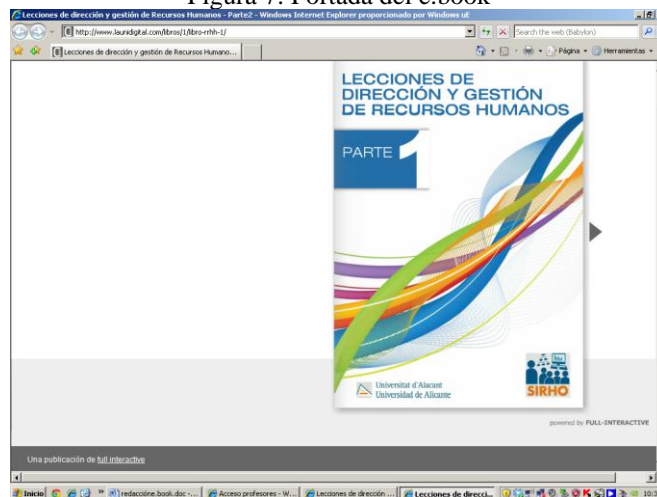 Figura 7. Portada del e.book
Lecciones de dirección y gestión de Recursos Humanos - Parte2 - Windows Internet Explorer proporcionado por Windows uE
http://www.launidigital.com/libros/1/libro-rrhh-1/
Search the web (Babylon)
Lecciones de dirección y gestión de Recursos Humano...
Página
Herramientas
LECCIONES DE
DIRECCIÓN Y GESTIÓN
DE RECURSOS HUMANOS
PARTE 1
Universitat d'Alacant
Universidad de Alicante
SIRHO
powered by FULL-INTERACTIVE
Una publicación de full interactive
Inicio
redaccióne.book.doc -...
Acceso profesores - W...
Lecciones de dirección ...
Lecciones de direcci...